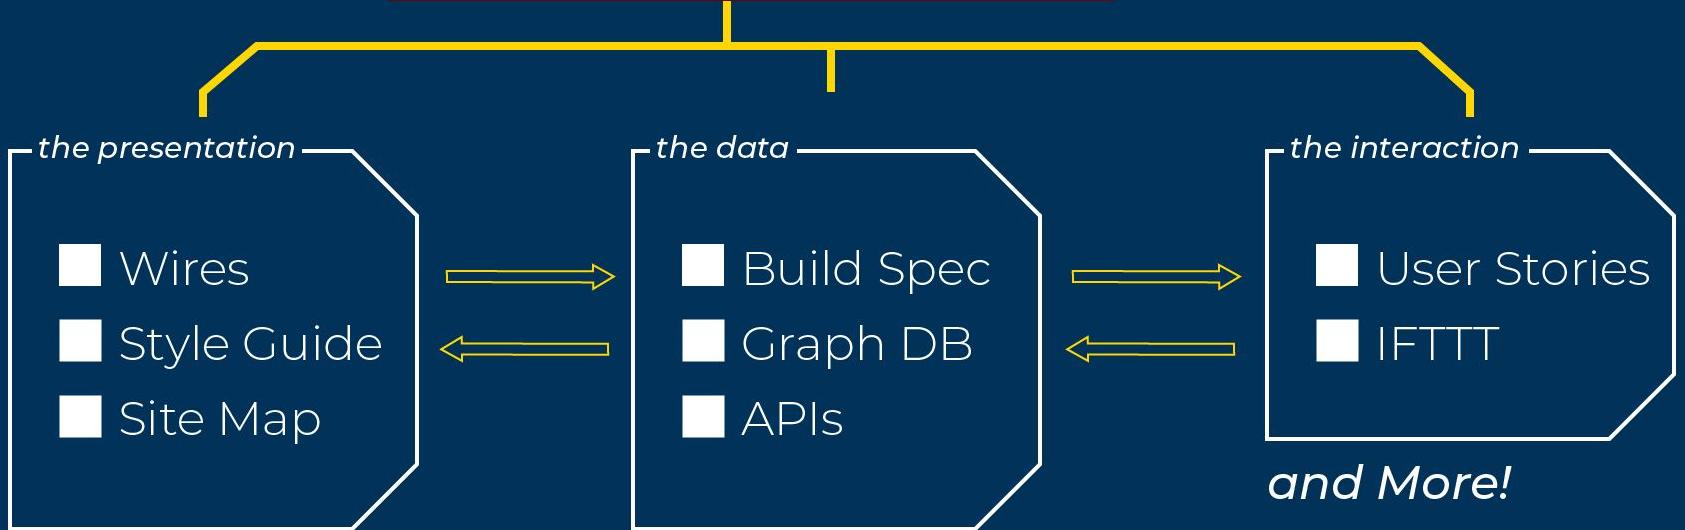 the presentation
Wires
Style Guide
Site Map
the data
Build Spec
Graph DB
APIs
the interaction
User Stories
IFTTT
and More!